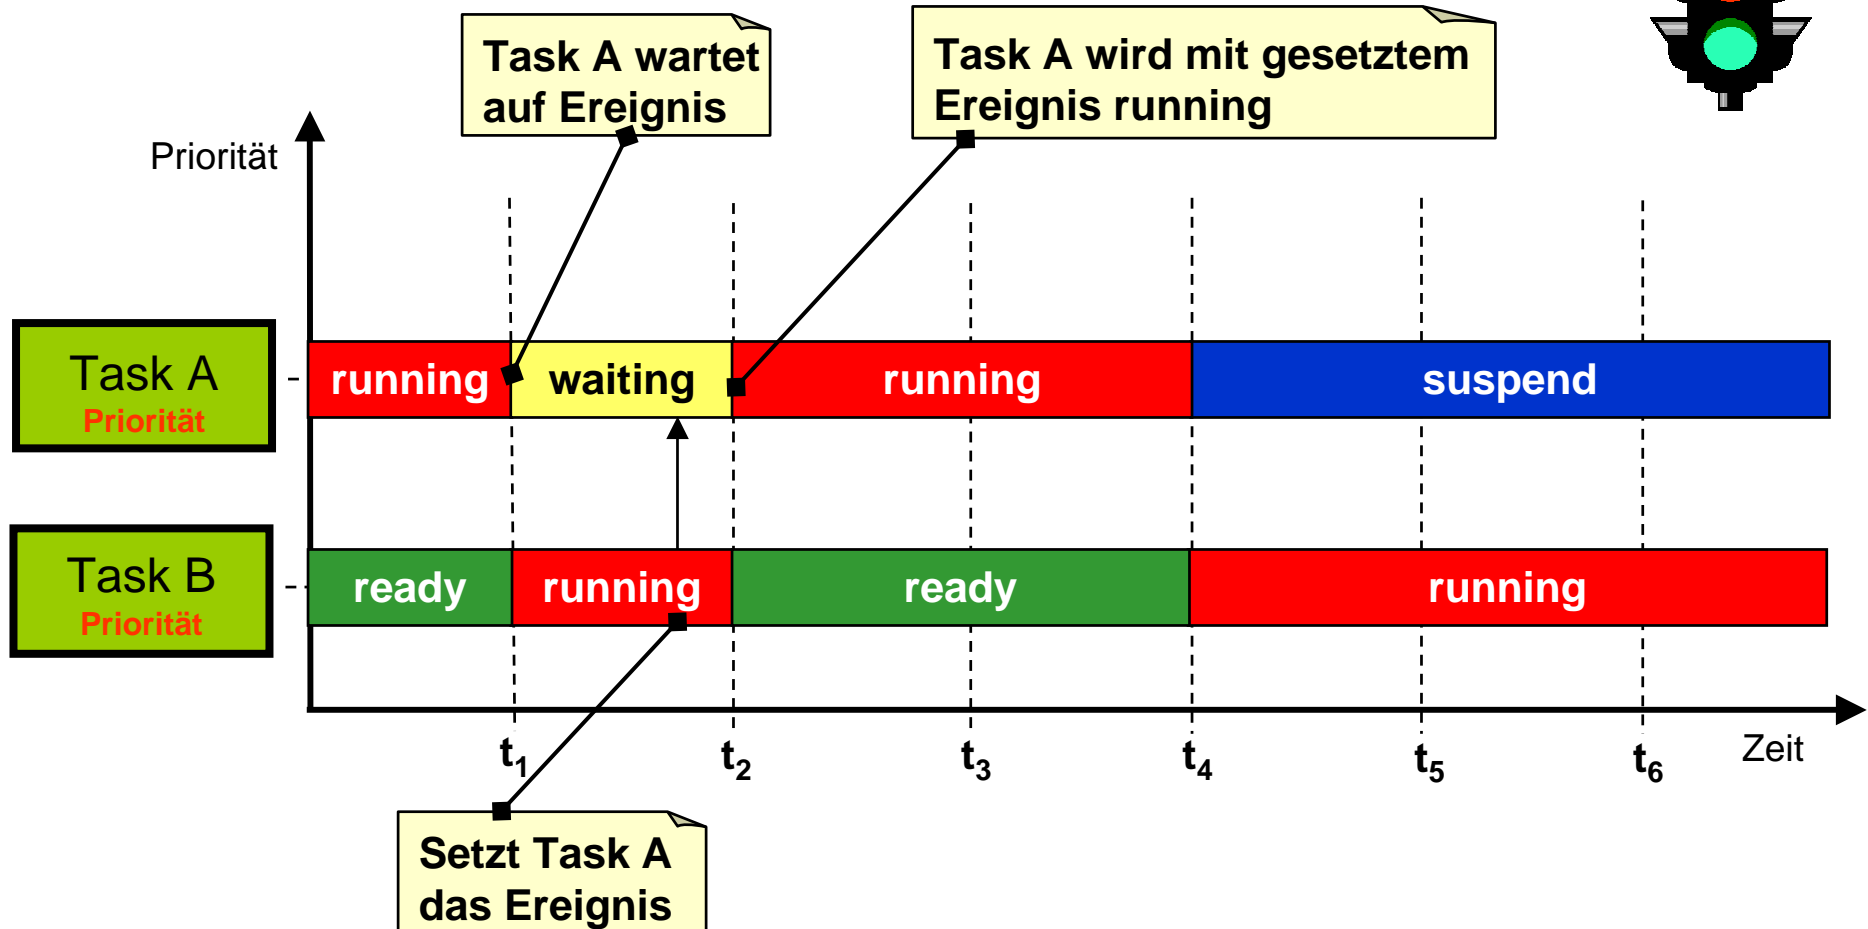 Task A wartet
auf Ereignis
Task A wird mit gesetztem
Ereignis running
Priorität
Task A
Priorität
running
waiting
running
suspend
Task B
Priorität
ready
running
ready
running
t1
t2
t3
t4
t5
t6
Zeit
Setzt Task A
das Ereignis